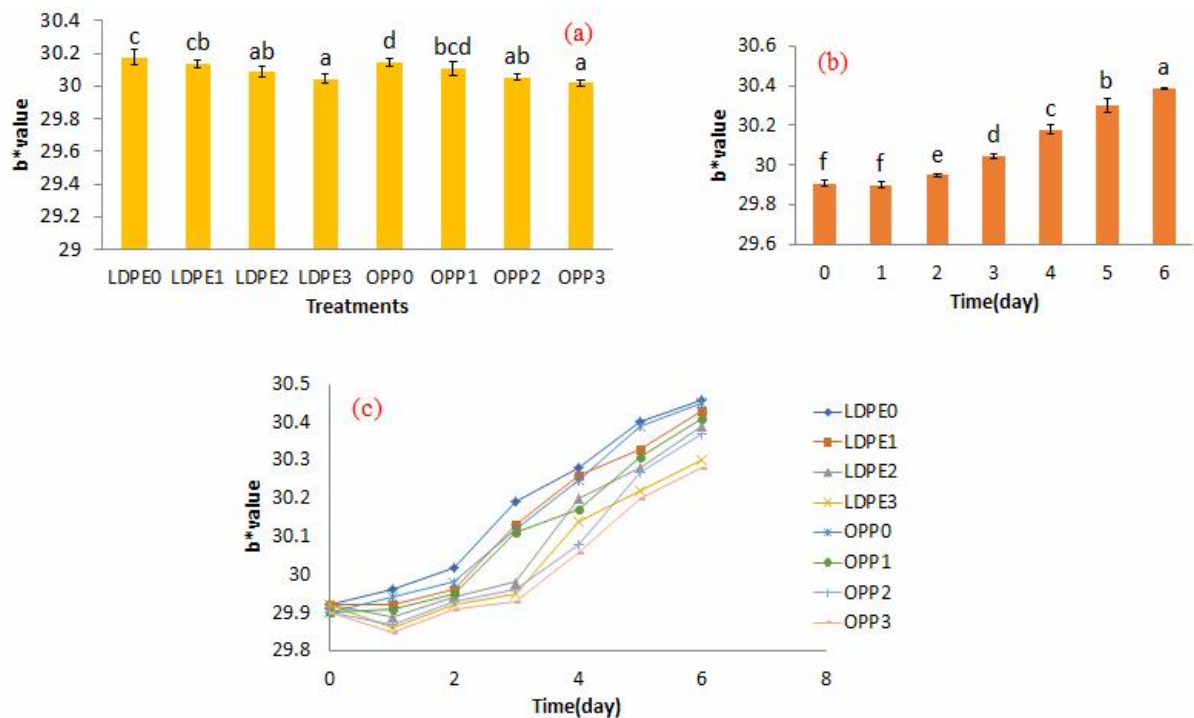 30.4
30.2
30
29.8
29.6
29.4
29.2
29
b*value
c
cb
ab
a
d
bcd
ab
a
(a)
LDPE0 LDPE1 LDPE2 LDPE3 OPP0 OPP1 OPP2 OPP3
Treatments
30.6
30.4
30.2
30
29.8
29.6
b*value
(b)
f
f
e
d
c
b
a
0 1 2 3 4 5 6
Time(day)
30.5
30.4
30.3
30.2
30.1
30
29.9
29.8
b*value
(c)
0 2 4 6 8
Time(day)
LDPE0
LDPE1
LDPE2
LDPE3
OPP0
OPP1
OPP2
OPP3